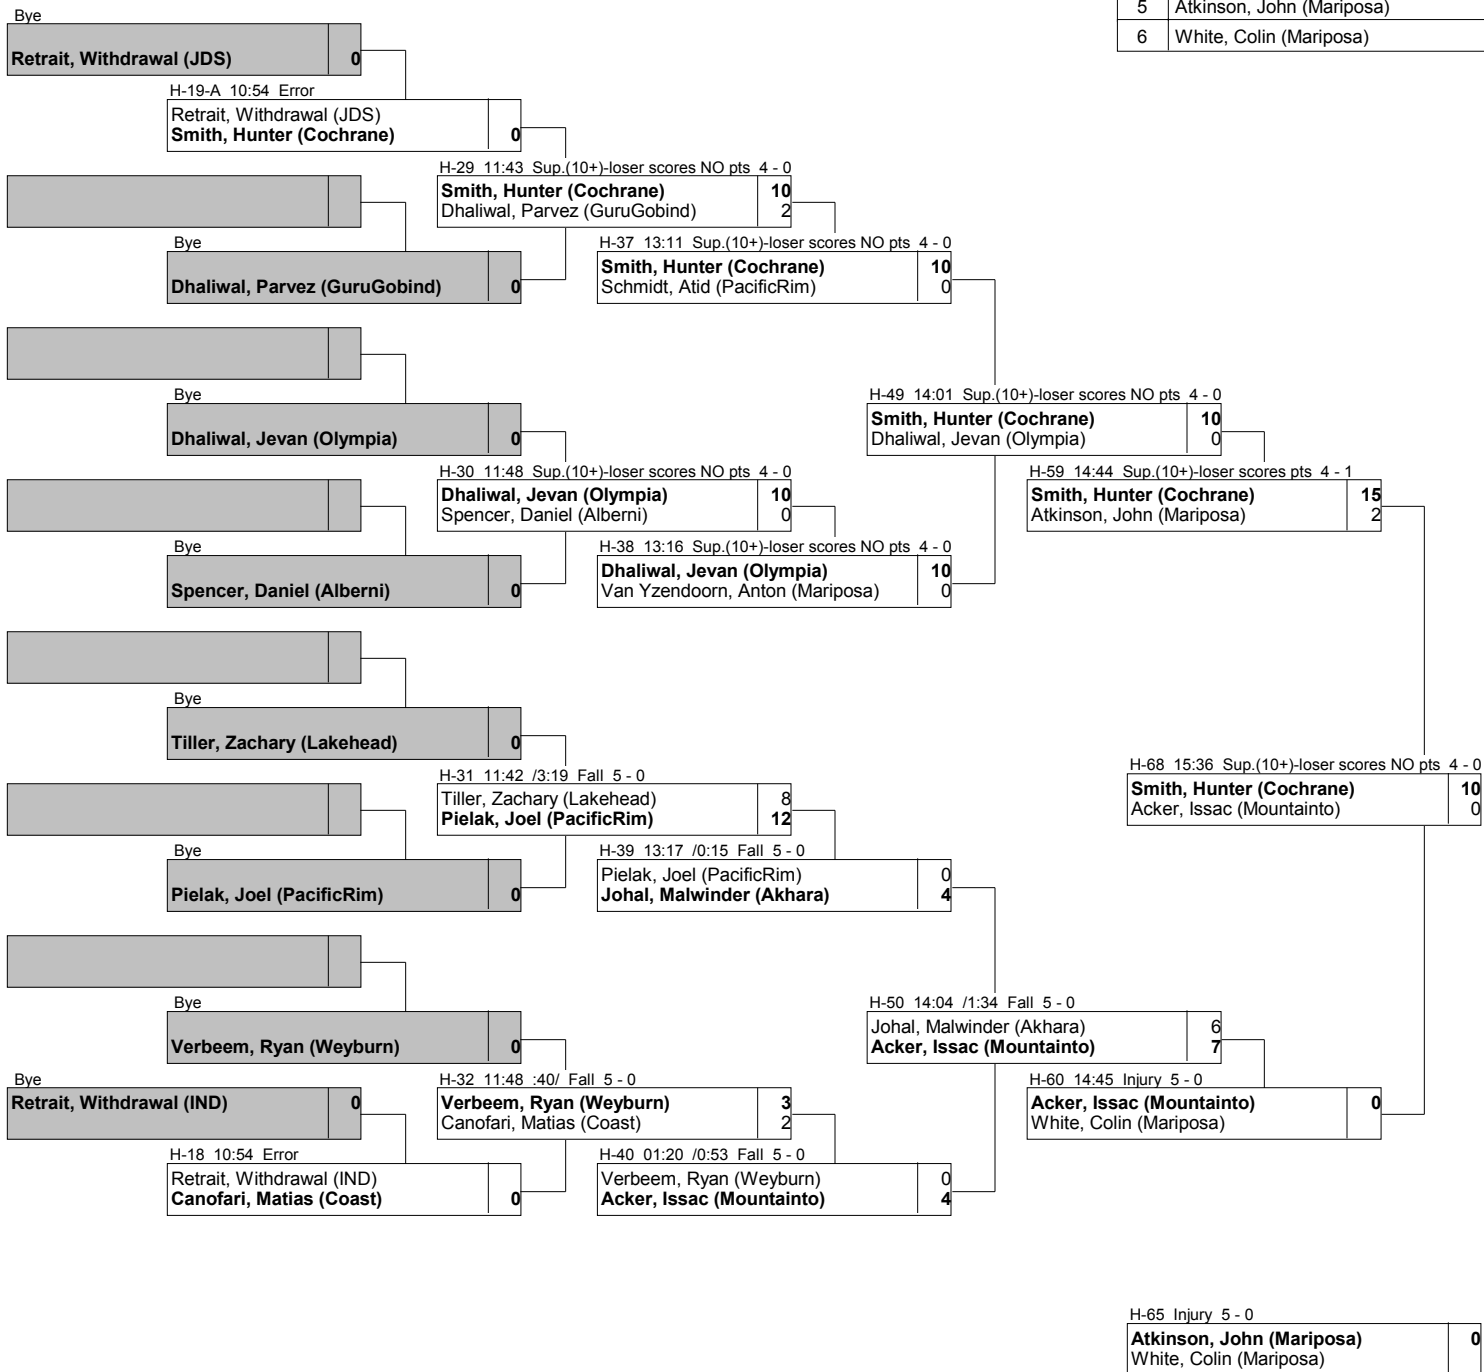 5 Atkinson, John (Mariposa)
6 White, Colin (Mariposa)
Bye
Retrait, Withdrawal (JDS) 0
H-19-A 10:54 Error
Retrait, Withdrawal (JDS)
Smith, Hunter (Cochrane) 0
H-29 11:43 Sup.(10+)-loser scores NO pts 4 - 0
Smith, Hunter (Cochrane) 10
Dhaliwal, Parvez (GuruGobind) 2
Bye
Dhaliwal, Parvez (GuruGobind) 0
H-37 13:11 Sup.(10+)-loser scores NO pts 4 - 0
Smith, Hunter (Cochrane) 10
Schmidt, Atid (PacificRim) 0
Bye
Dhaliwal, Jevan (Olympia) 0
H-49 14:01 Sup.(10+)-loser scores NO pts 4 - 0
Smith, Hunter (Cochrane) 10
Dhaliwal, Jevan (Olympia) 0
H-30 11:48 Sup.(10+)-loser scores NO pts 4 - 0
Dhaliwal, Jevan (Olympia) 10
Spencer, Daniel (Alberni) 0
H-59 14:44 Sup.(10+)-loser scores pts 4 - 1
Smith, Hunter (Cochrane) 15
Atkinson, John (Mariposa) 2
Bye
Spencer, Daniel (Alberni) 0
H-38 13:16 Sup.(10+)-loser scores NO pts 4 - 0
Dhaliwal, Jevan (Olympia) 10
Van Yzendoorn, Anton (Mariposa) 0
Bye
Tiller, Zachary (Lakehead) 0
H-31 11:42 /3:19 Fall 5 - 0
Tiller, Zachary (Lakehead) 8
Pielak, Joel (PacificRim) 12
H-68 15:36 Sup.(10+)-loser scores NO pts 4 - 0
Smith, Hunter (Cochrane) 10
Acker, Issac (Mountainto) 0
Bye
Pielak, Joel (PacificRim) 0
H-39 13:17 /0:15 Fall 5 - 0
Pielak, Joel (PacificRim) 0
Johal, Malwinder (Akhara) 4
Bye
Verbeem, Ryan (Weyburn) 0
H-50 14:04 /1:34 Fall 5 - 0
Johal, Malwinder (Akhara) 6
Acker, Issac (Mountainto) 7
Bye
Retrait, Withdrawal (IND) 0
H-32 11:48 :40/ Fall 5 - 0
Verbeem, Ryan (Weyburn) 3
Canofari, Matias (Coast) 2
H-60 14:45 Injury 5 - 0
Acker, Issac (Mountainto) 0
White, Colin (Mariposa)
H-18 10:54 Error
Retrait, Withdrawal (IND)
Canofari, Matias (Coast) 0
H-40 01:20 /0:53 Fall 5 - 0
Verbeem, Ryan (Weyburn) 0
Acker, Issac (Mountainto) 4
H-65 Injury 5 - 0
Atkinson, John (Mariposa) 0
White, Colin (Mariposa)